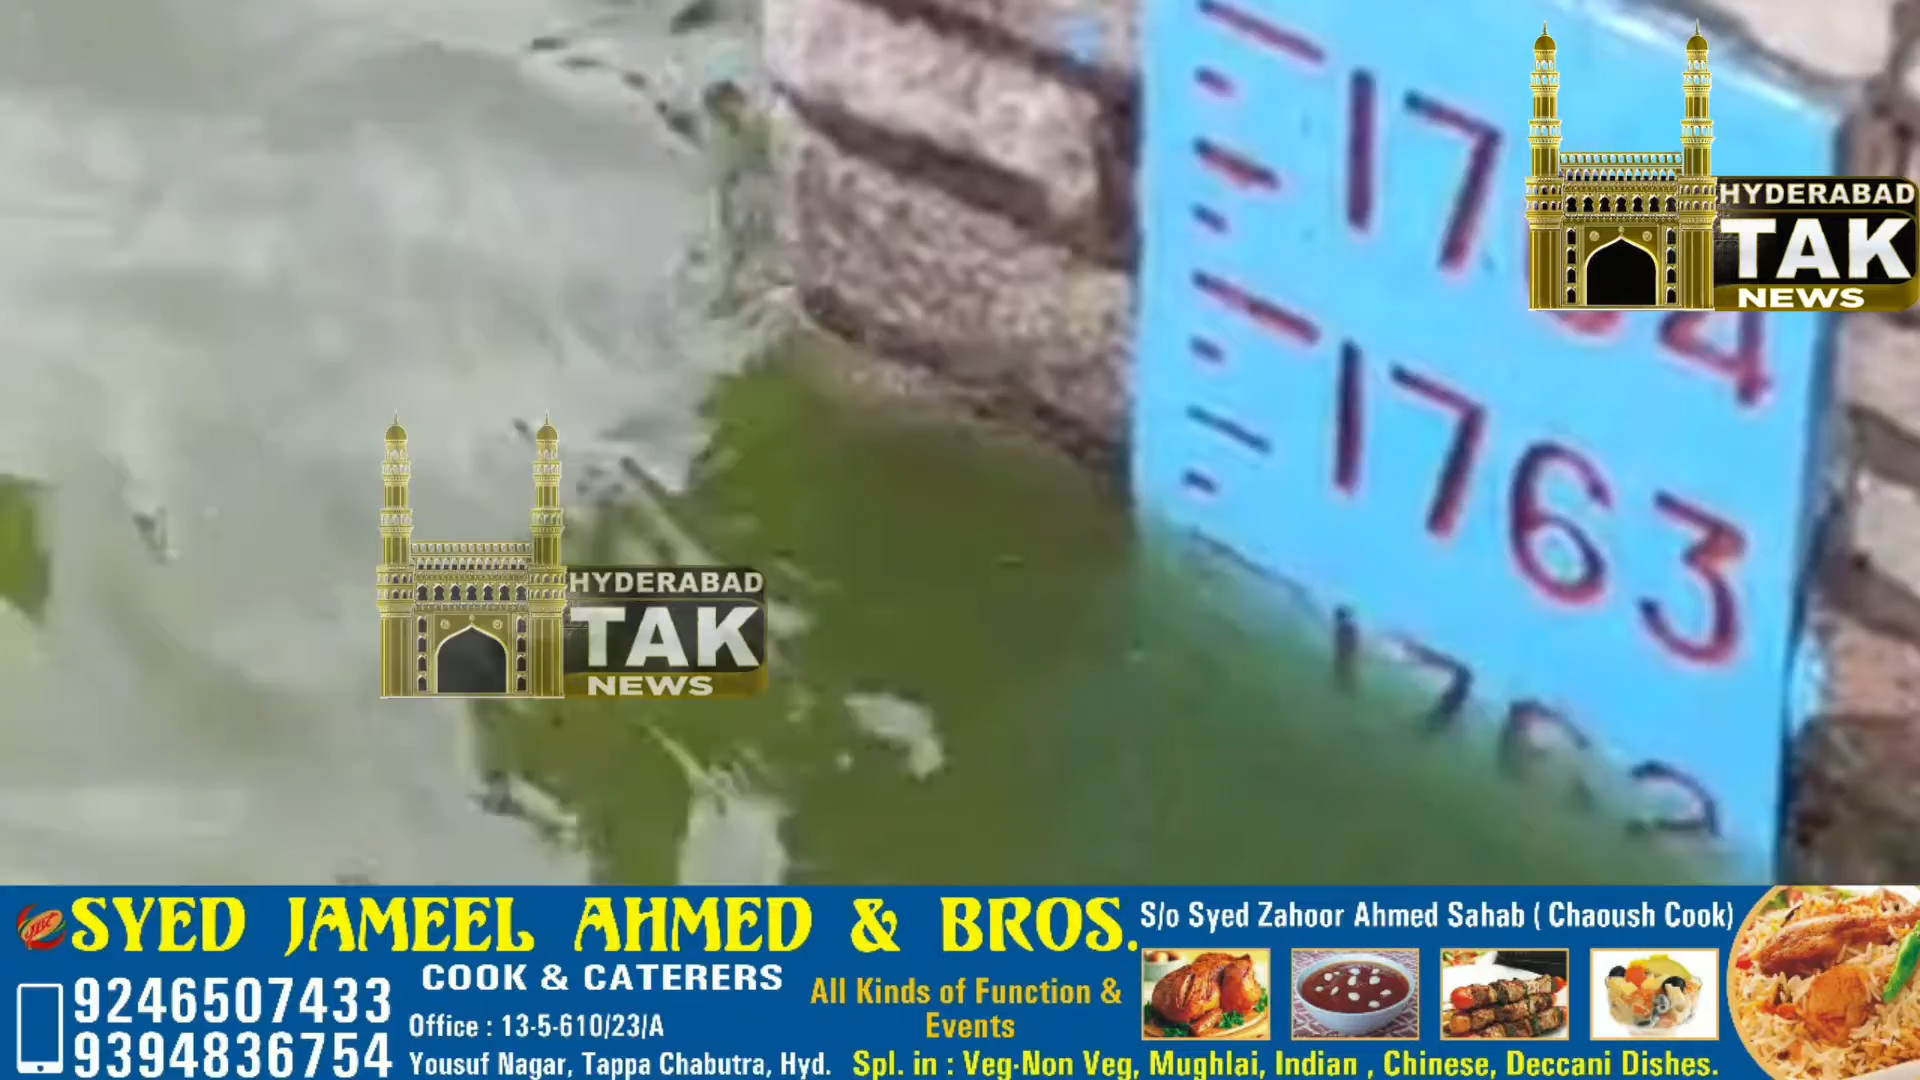 HYDERABAD
TAK
NEWS
1763
HYDERABAD
TAK
NEWS
SYED JAMEEL AHMED & BROS.
S/o Syed Zahoor Ahmed Sahab ( Chaoush Cook)
COOK & CATERERS
9246507433
9394836754
Office : 13-5-610/23/A
Yousuf Nagar, Tappa Chabutra, Hyd.
All Kinds of Function &
Events
Spl. in : Veg-Non Veg, Mughlai, Indian , Chinese, Deccani Dishes.